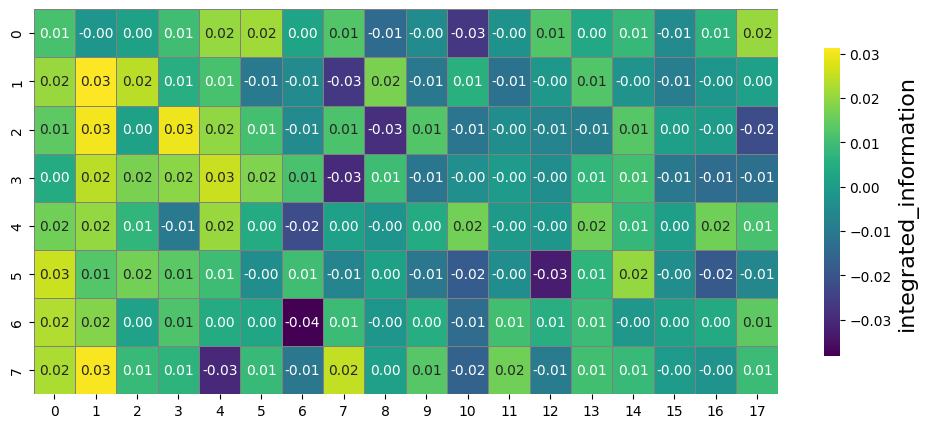 0 0.01 -0.00 0.00 0.01 0.02 0.02 0.00 0.01 -0.01 -0.00 -0.03 -0.00 0.01 0.00 0.01 -0.01 0.01 0.02
1 0.02 0.03 0.02 0.01 0.01 -0.01 -0.01 -0.03 0.02 -0.01 0.01 -0.01 -0.00 0.01 -0.00 -0.01 -0.00 0.00
2 0.01 0.03 0.00 0.03 0.02 0.01 -0.01 0.01 -0.03 0.01 -0.01 -0.00 -0.01 -0.01 0.01 0.00 -0.00 -0.02
3 0.00 0.02 0.02 0.02 0.03 0.02 0.01 -0.03 0.01 -0.01 -0.00 -0.00 -0.00 0.01 0.01 -0.01 -0.01 -0.01
4 0.02 0.02 0.01 -0.01 0.02 0.00 -0.02 0.00 -0.00 0.00 0.02 -0.00 -0.00 0.02 0.01 0.00 0.02 0.01
5 0.03 0.01 0.02 0.01 0.01 -0.00 0.01 -0.01 0.00 -0.01 -0.02 -0.00 -0.03 0.01 0.02 -0.00 -0.02 -0.01
6 0.02 0.02 0.00 0.01 0.00 0.00 -0.04 0.01 -0.00 0.00 -0.01 0.01 0.01 0.01 -0.00 0.00 0.00 0.01
7 0.02 0.03 0.01 0.01 -0.03 0.01 -0.01 0.02 0.00 0.01 -0.02 0.02 -0.01 0.01 0.01 -0.00 -0.00 0.01
0 1 2 3 4 5 6 7 8 9 10 11 12 13 14 15 16 17
0.03
0.02
0.01
0.00
−0.01
−0.02
−0.03
integrated_information